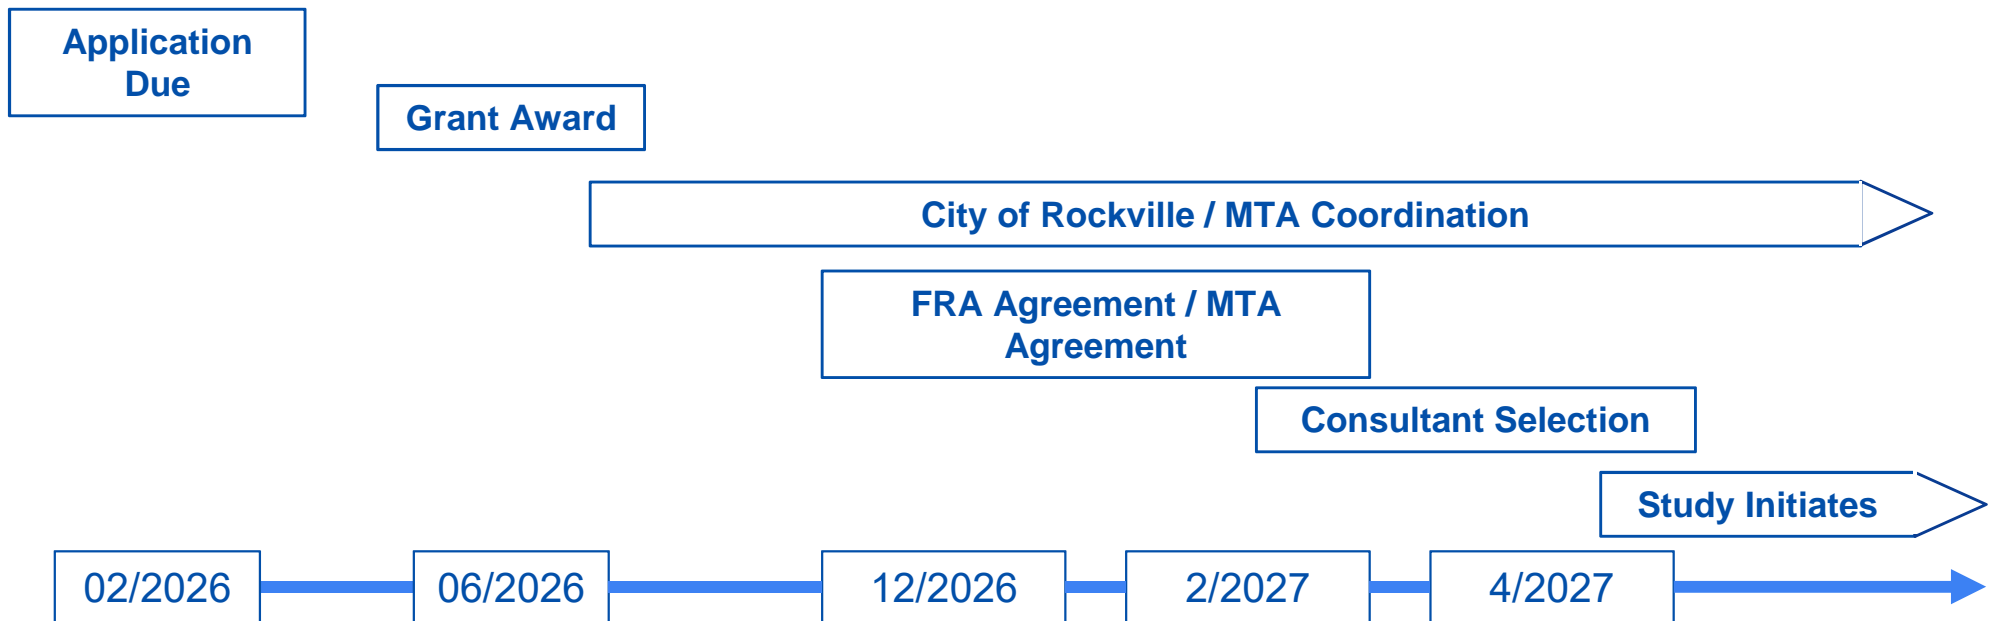 Application
Due
Grant Award
City of Rockville / MTA Coordination
FRA Agreement / MTA
Agreement
Consultant Selection
Study Initiates
02/2026
06/2026
12/2026
2/2027
4/2027